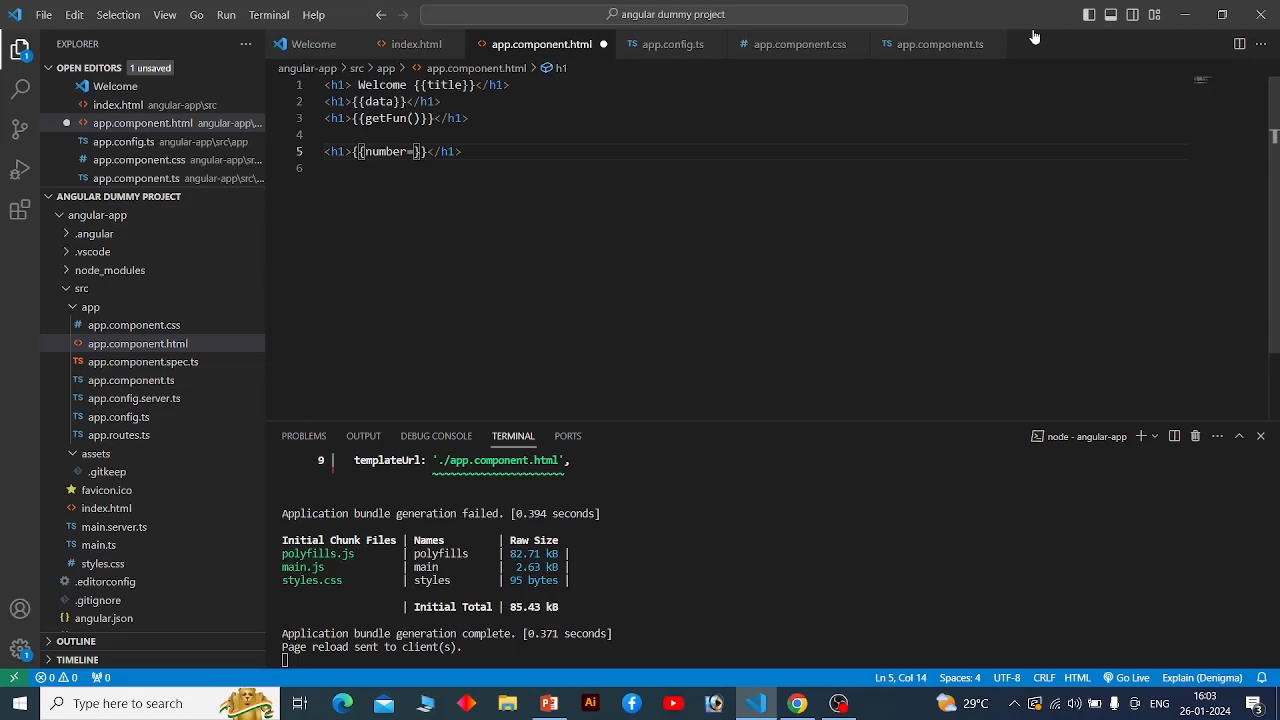 File Edit Selection View Go Run Terminal Help
angular dummy project
EXPLORER
OPEN EDITORS 1 unsaved
Welcome
index.html angular-app\src
app.component.html angular-app\...
app.config.ts angular-app\src\app
app.component.css angular-app\sr...
app.component.ts angular-app\src\...
ANGULAR DUMMY PROJECT
angular-app
.angular
.vscode
node_modules
src
app
app.component.css
app.component.html
app.component.spec.ts
app.component.ts
app.config.server.ts
app.config.ts
app.routes.ts
assets
.gitkeep
favicon.ico
index.html
main.server.ts
main.ts
styles.css
.editorconfig
.gitignore
angular.json
OUTLINE
TIMELINE
Welcome index.html app.component.html app.config.ts app.component.css app.component.ts
angular-app > src > app > app.component.html > h1
1 <h1> Welcome {{title}}</h1>
2 <h1>{{data}}</h1>
3 <h1>{{getFun()}}</h1>
4
5 <h1>{{number=}}</h1>
6
PROBLEMS OUTPUT DEBUG CONSOLE TERMINAL PORTS
node - angular-app
9 templateUrl: './app.component.html',
~~~~~~~~~~~~~~~~~~~~~~
Application bundle generation failed. [0.394 seconds]
Initial Chunk Files | Names | Raw Size
polyfills.js | polyfills | 82.71 kB |
main.js | main | 2.63 kB |
styles.css | styles | 95 bytes |
| Initial Total | 85.43 kB
Application bundle generation complete. [0.371 seconds]
Page reload sent to client(s).
0 0 0 Ln 5, Col 14 Spaces: 4 UTF-8 CRLF HTML Go Live Explain (Denigma)
Type here to search
29°C
ENG
16:03
26-01-2024